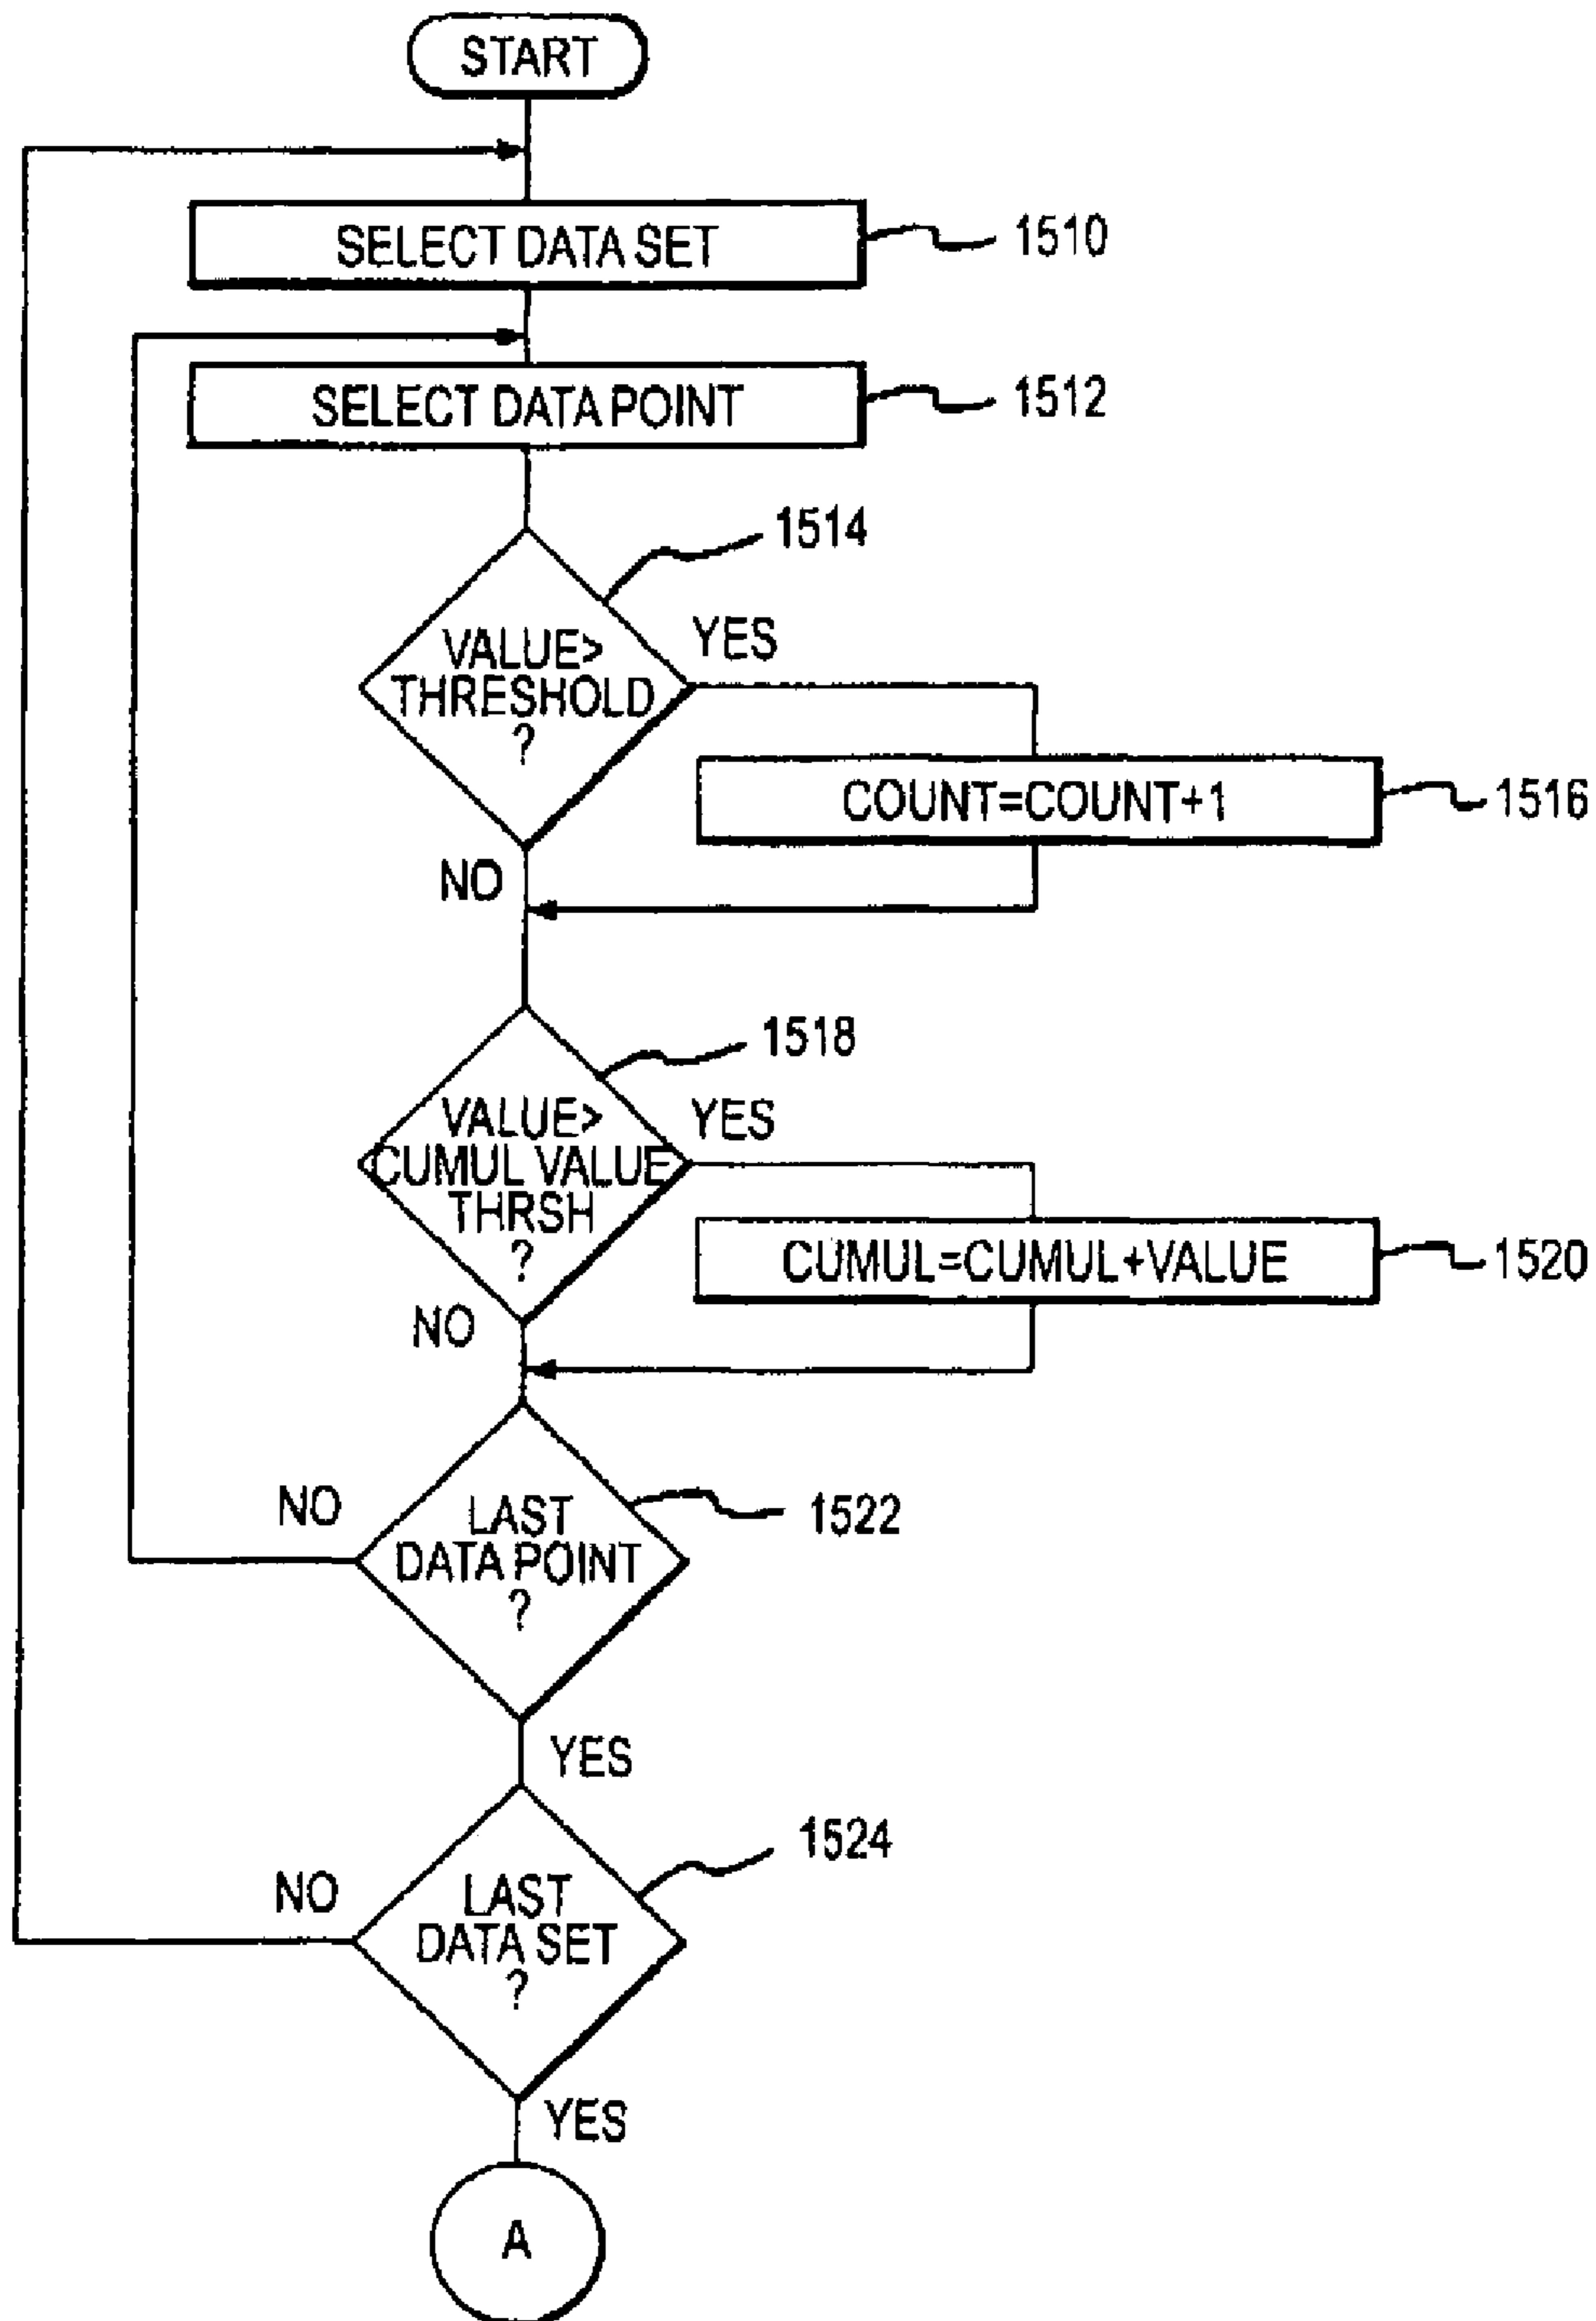 START
SELECT DATA SET
1510
SELECT DATA POINT
1512
1514
VALUE>
THRESHOLD
?
YES
COUNT=COUNT+1
1516
NO
1518
VALUE>
CUMUL VALUE
THRSH
?
YES
CUMUL=CUMUL+VALUE
1520
NO
LAST
DATA POINT
?
NO
1522
YES
1524
LAST
DATA SET
?
NO
YES
A